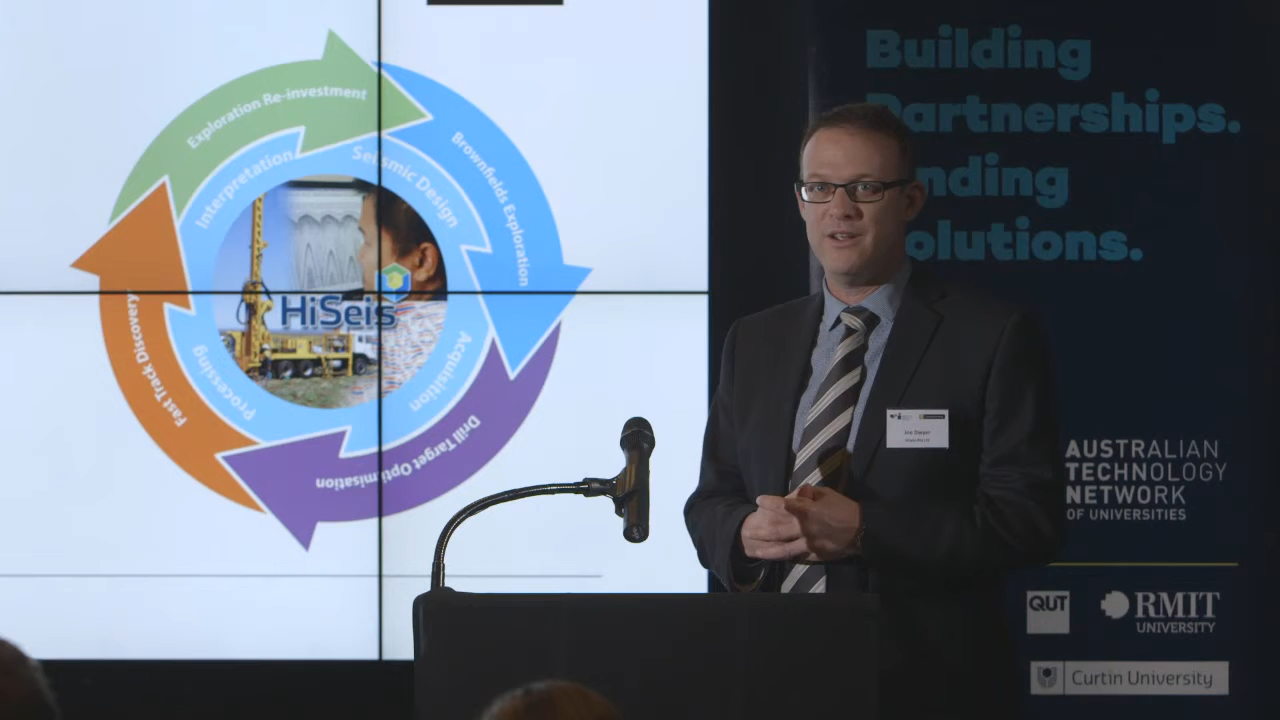 Exploration Re-investment
Brownfields Exploration
Drill Target Optimisation
Fast Track Discovery
Interpretation
Seismic Design
Acquisition
Processing
HiSeis
Building
Partnerships.
nding
olutions.
AUSTRALIAN
TECHNOLOGY
NETWORK
OF UNIVERSITIES
QUT
RMIT
UNIVERSITY
Curtin University